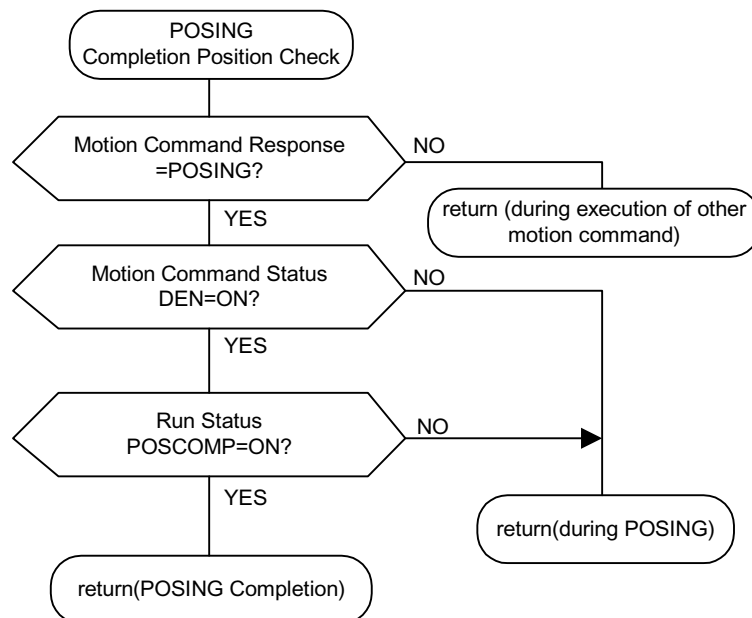 POSING
Completion Position Check
Motion Command Response
=POSING?
NO
return (during execution of other
motion command)
YES
Motion Command Status
DEN=ON?
NO
YES
Run Status
POSCOMP=ON?
NO
YES
return(during POSING)
return(POSING Completion)